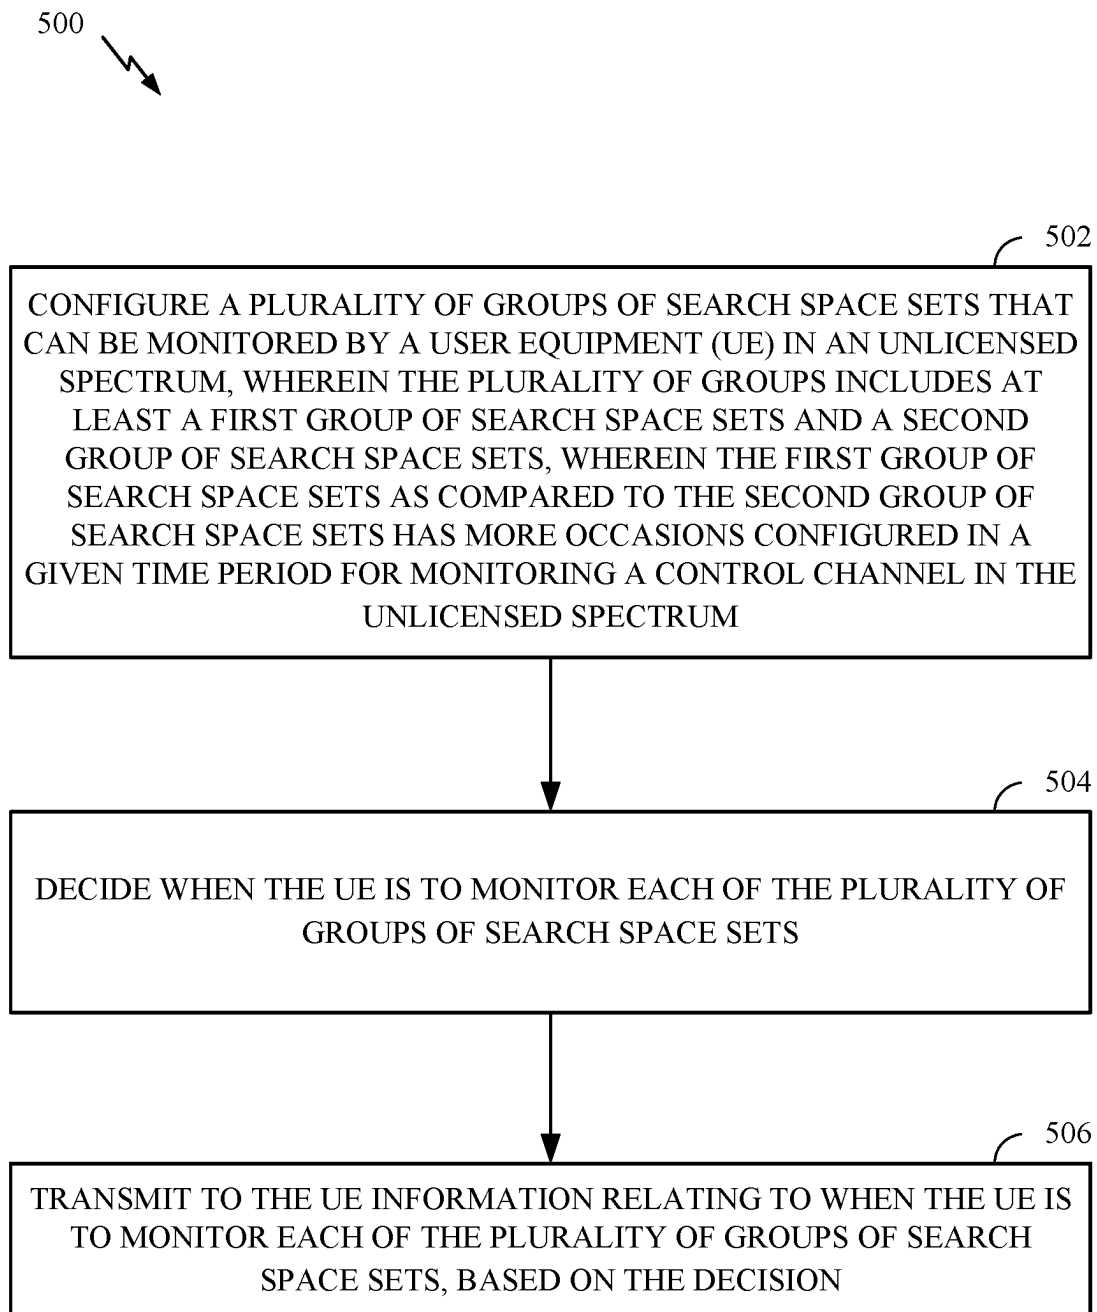 500
502
CONFIGURE A PLURALITY OF GROUPS OF SEARCH SPACE SETS THAT
CAN BE MONITORED BY A USER EQUIPMENT (UE) IN AN UNLICENSED
SPECTRUM, WHEREIN THE PLURALITY OF GROUPS INCLUDES AT
LEAST A FIRST GROUP OF SEARCH SPACE SETS AND A SECOND
GROUP OF SEARCH SPACE SETS, WHEREIN THE FIRST GROUP OF
SEARCH SPACE SETS AS COMPARED TO THE SECOND GROUP OF
SEARCH SPACE SETS HAS MORE OCCASIONS CONFIGURED IN A
GIVEN TIME PERIOD FOR MONITORING A CONTROL CHANNEL IN THE
UNLICENSED SPECTRUM
504
DECIDE WHEN THE UE IS TO MONITOR EACH OF THE PLURALITY OF
GROUPS OF SEARCH SPACE SETS
506
TRANSMIT TO THE UE INFORMATION RELATING TO WHEN THE UE IS
TO MONITOR EACH OF THE PLURALITY OF GROUPS OF SEARCH
SPACE SETS, BASED ON THE DECISION